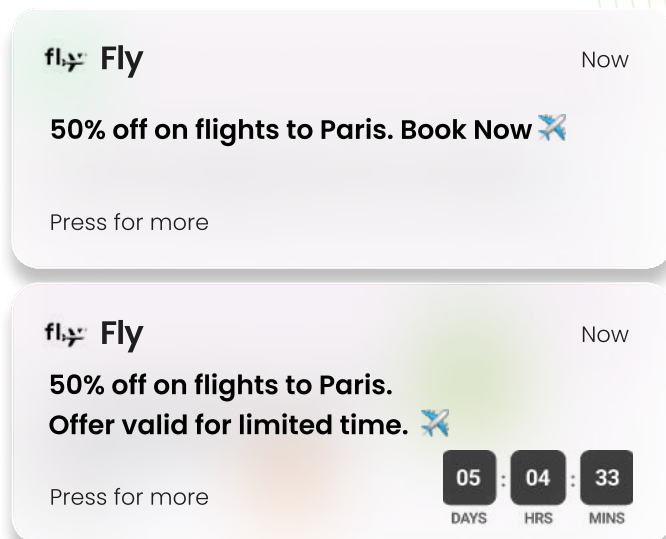 fly Fly
Now
50% off on flights to Paris. Book Now ✈️
Press for more
fly Fly
Now
50% off on flights to Paris.
Offer valid for limited time. ✈️
Press for more
05 : 04 : 33
DAYS HRS MINS